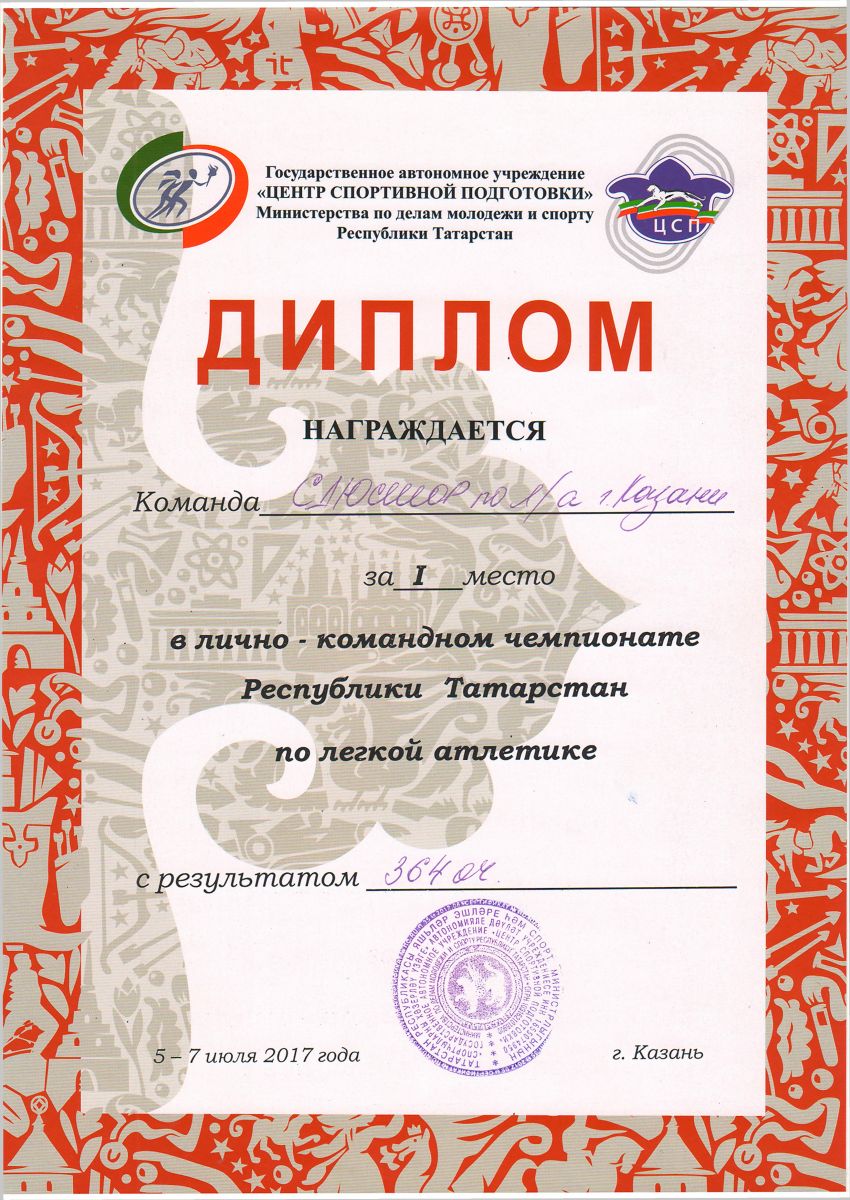 Государственное автономное учреждение
«ЦЕНТР СПОРТИВНОЙ ПОДГОТОВКИ»
Министерства по делам молодежи и спорту
Республики Татарстан
ЦСП
ДИПЛОМ
НАГРАЖДАЕТСЯ
Команда СДЮСШОР по л/а г. Казани
за I место
в лично - командном чемпионате
Республики Татарстан
по легкой атлетике
с результатом 364 оч.
5 – 7 июля 2017 года
г. Казань